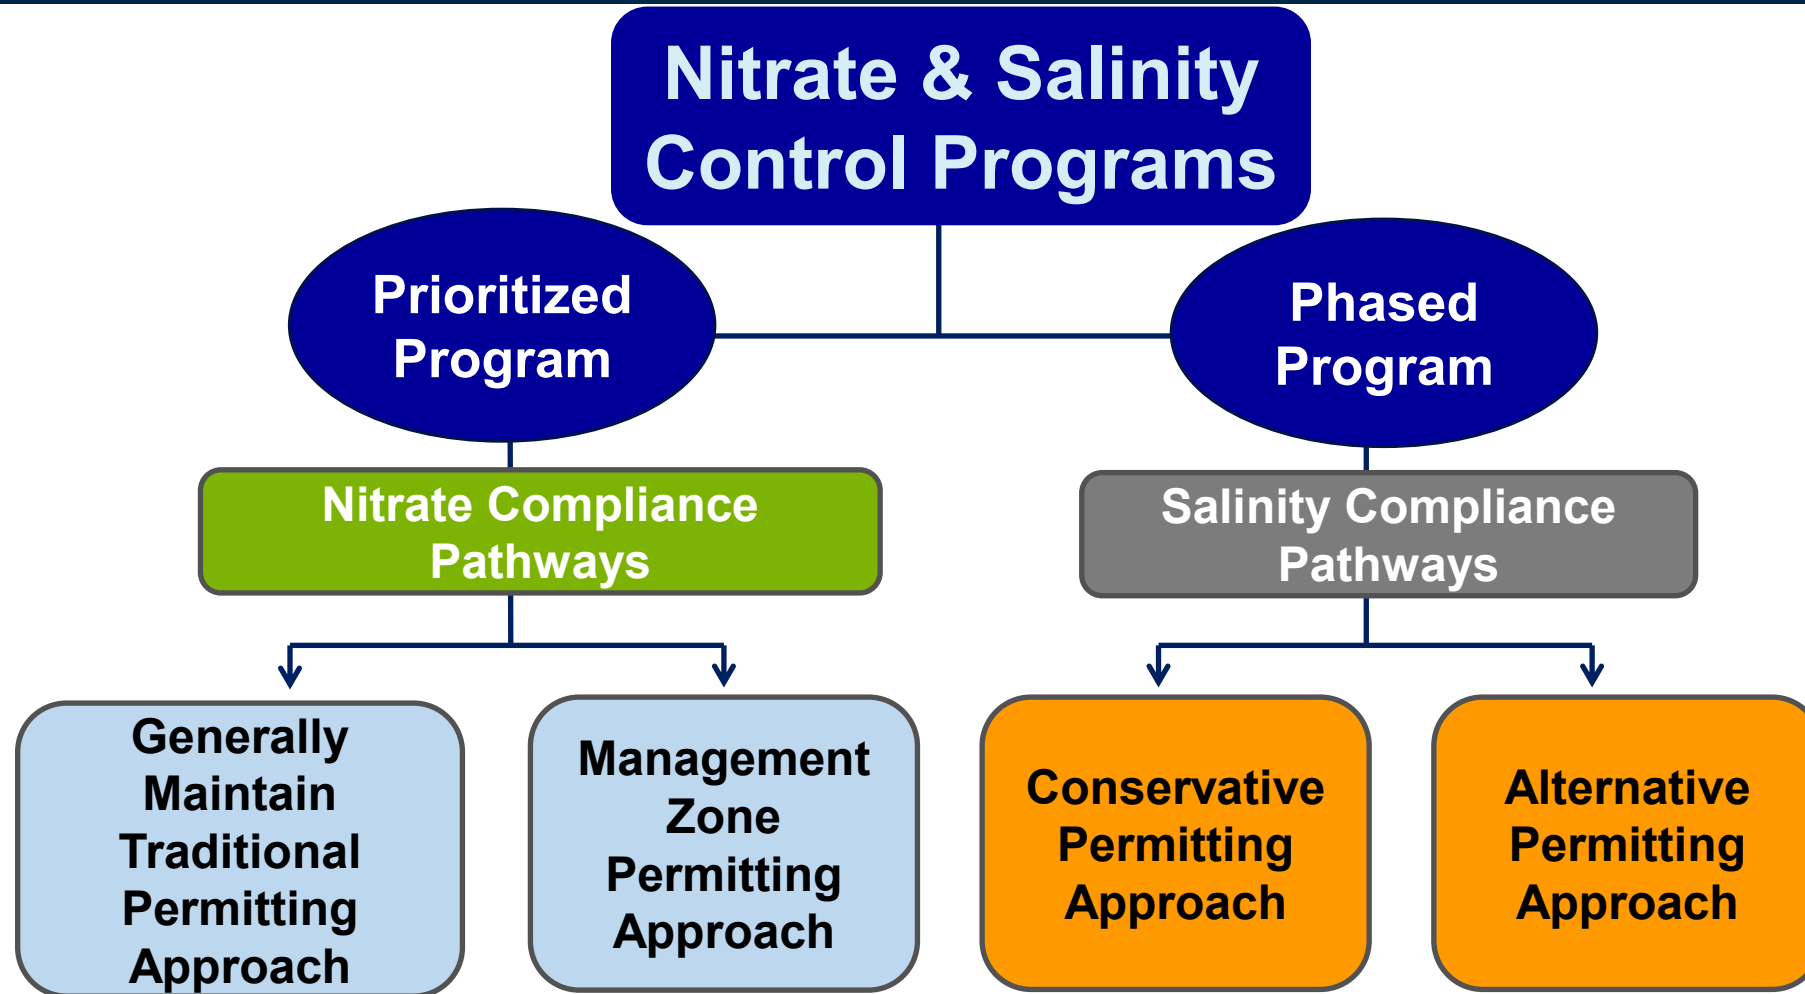 Nitrate & Salinity
Control Programs
Prioritized
Program
Phased
Program
Nitrate Compliance
Pathways
Salinity Compliance
Pathways
Generally
Maintain
Traditional
Permitting
Approach
Management
Zone
Permitting
Approach
Conservative
Permitting
Approach
Alternative
Permitting
Approach